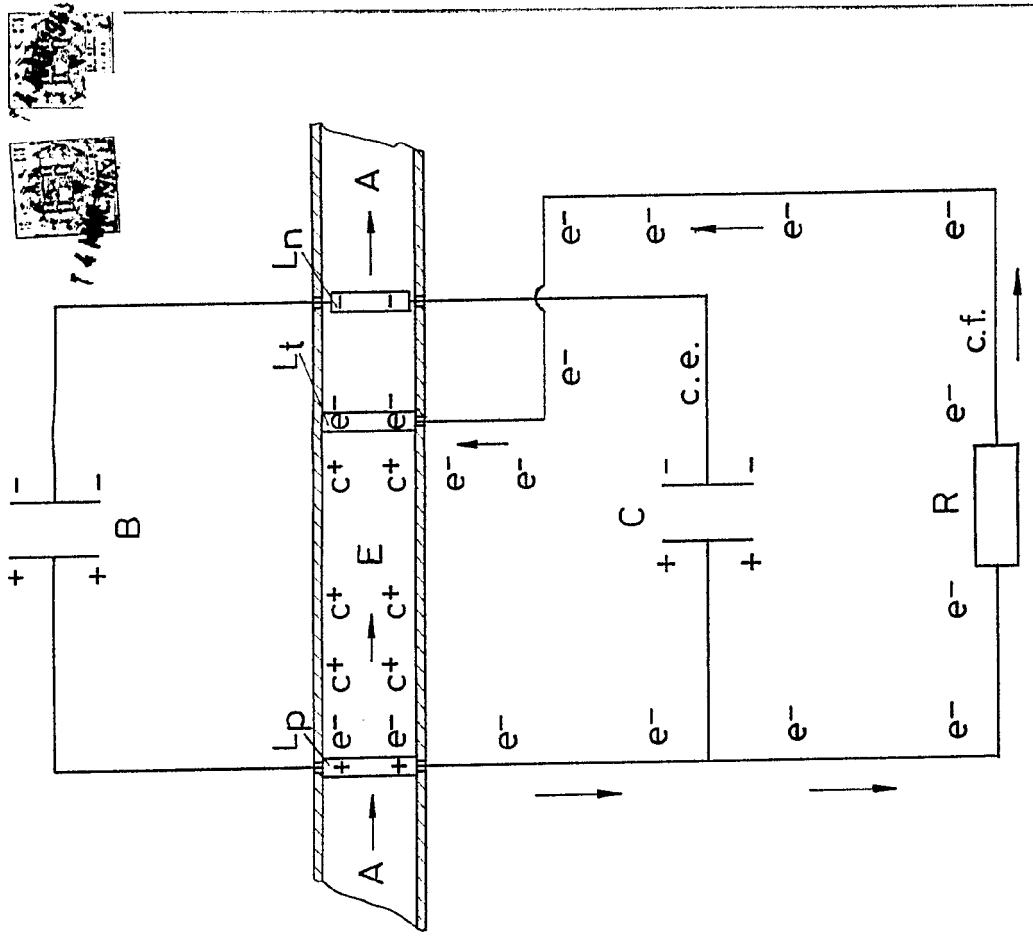 + −
B
+ −
Lp Lt Ln
+ e⁻ c⁺ c⁺ c⁺ e⁻ −
A E A
+ e⁻ c⁺ c⁺ c⁺ e⁻ −
e⁻
e⁻ e⁻
e⁻ e⁻
e⁻
e⁻
+ −
C
+ −
c.e.
e⁻
e⁻
e⁻
e⁻ e⁻ e⁻ e⁻
R
c.f.